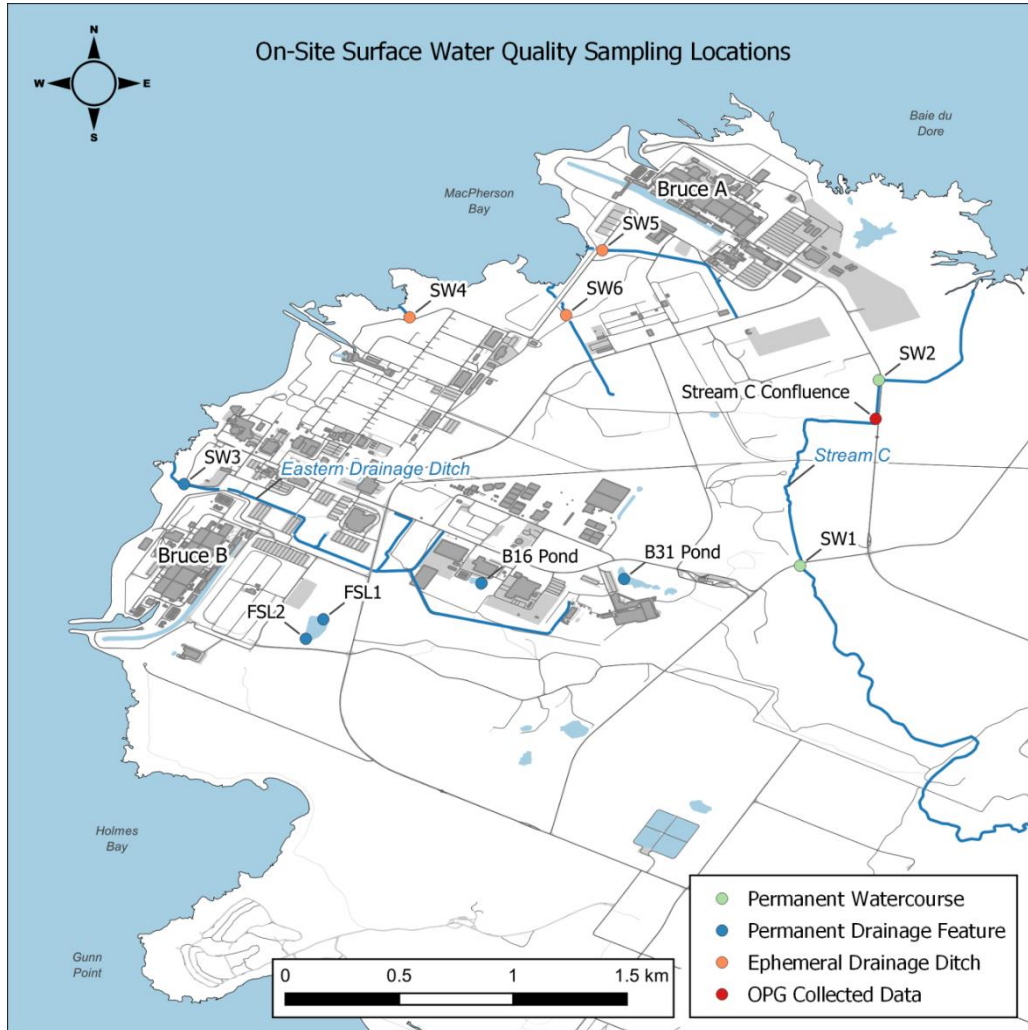 On-Site Surface Water Quality Sampling Locations
N
W
E
S
Baie du
Dore
MacPherson
Bay
Bruce A
SW5
SW4
SW6
SW2
Stream C Confluence
Stream C
SW3
Eastern Drainage Ditch
SW1
Bruce B
B16 Pond
B31 Pond
FSL1
FSL2
Holmes
Bay
Gunn
Point
Permanent Watercourse
Permanent Drainage Feature
Ephemeral Drainage Ditch
OPG Collected Data
0
0.5
1
1.5 km